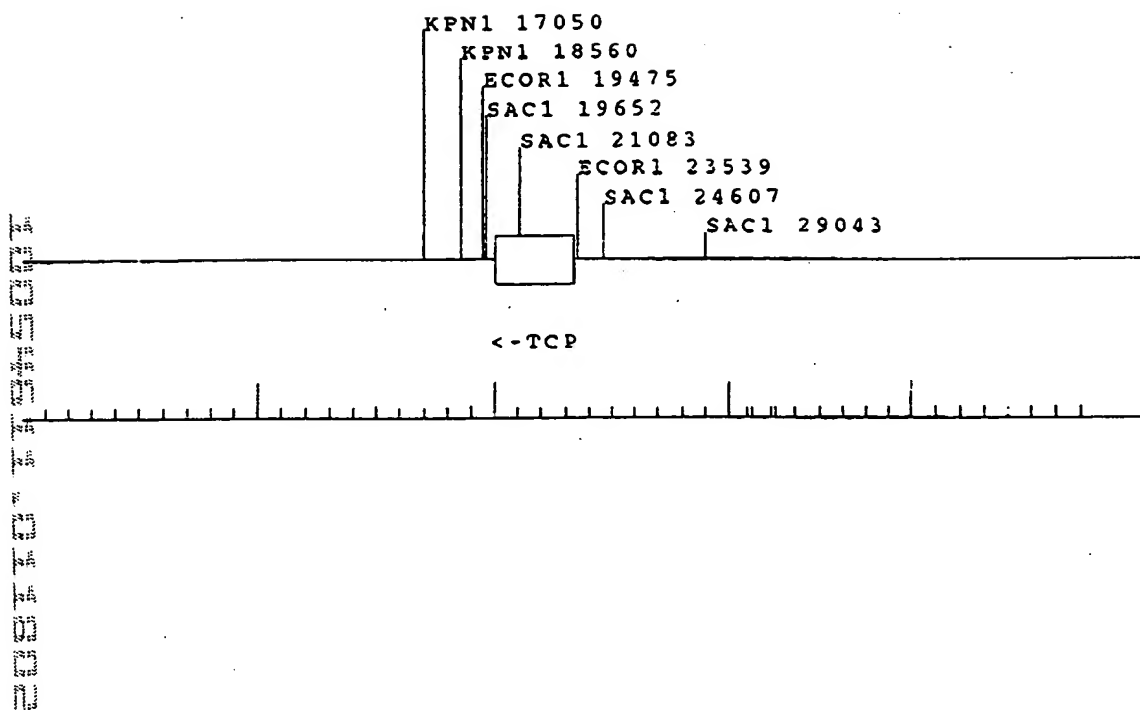 KPN1 17050
KPN1 18560
ECOR1 19475
SAC1 19652
SAC1 21083
ECOR1 23539
SAC1 24607
SAC1 29043
<-TCP